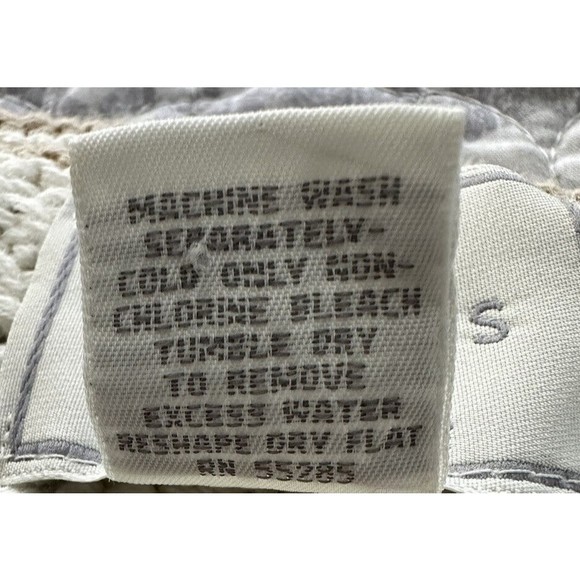 MACHINE WASH
SEPARATELY-
COLD ONLY NON-
CHLORINE BLEACH
TUMBLE DRY
TO REMOVE
EXCESS WATER
RESHAPE DRY FLAT
RN 55285
S